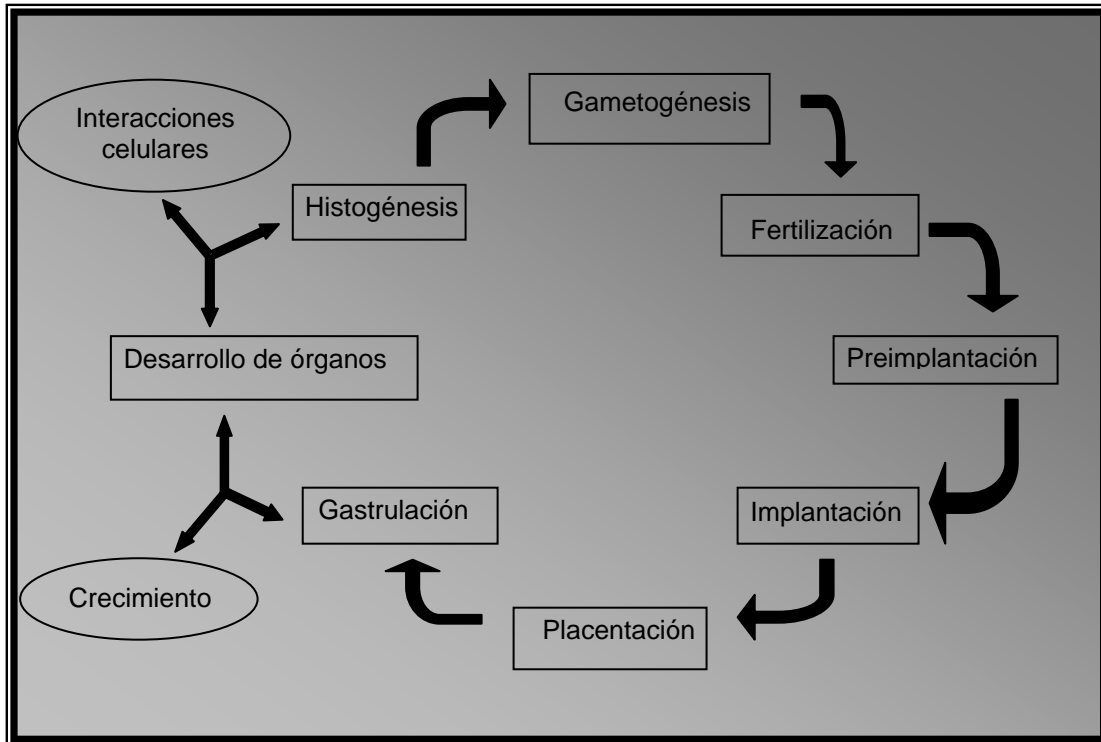 Interacciones
celulares
Gametogénesis
Histogénesis
Fertilización
Desarrollo de órganos
Preimplantación
Gastrulación
Implantación
Crecimiento
Placentación